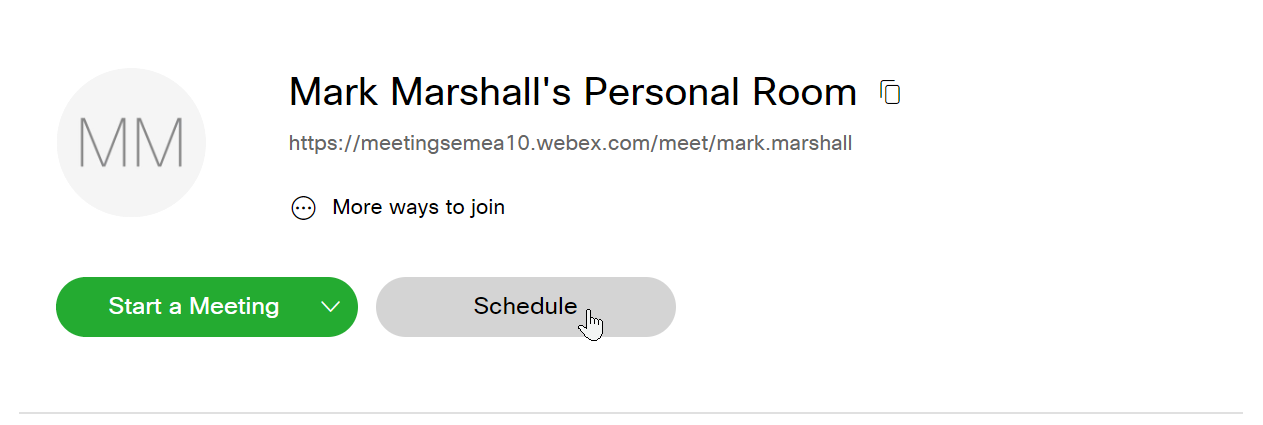 MM
Mark Marshall's Personal Room
https://meetingsemea10.webex.com/meet/mark.marshall
More ways to join
Start a Meeting
Schedule